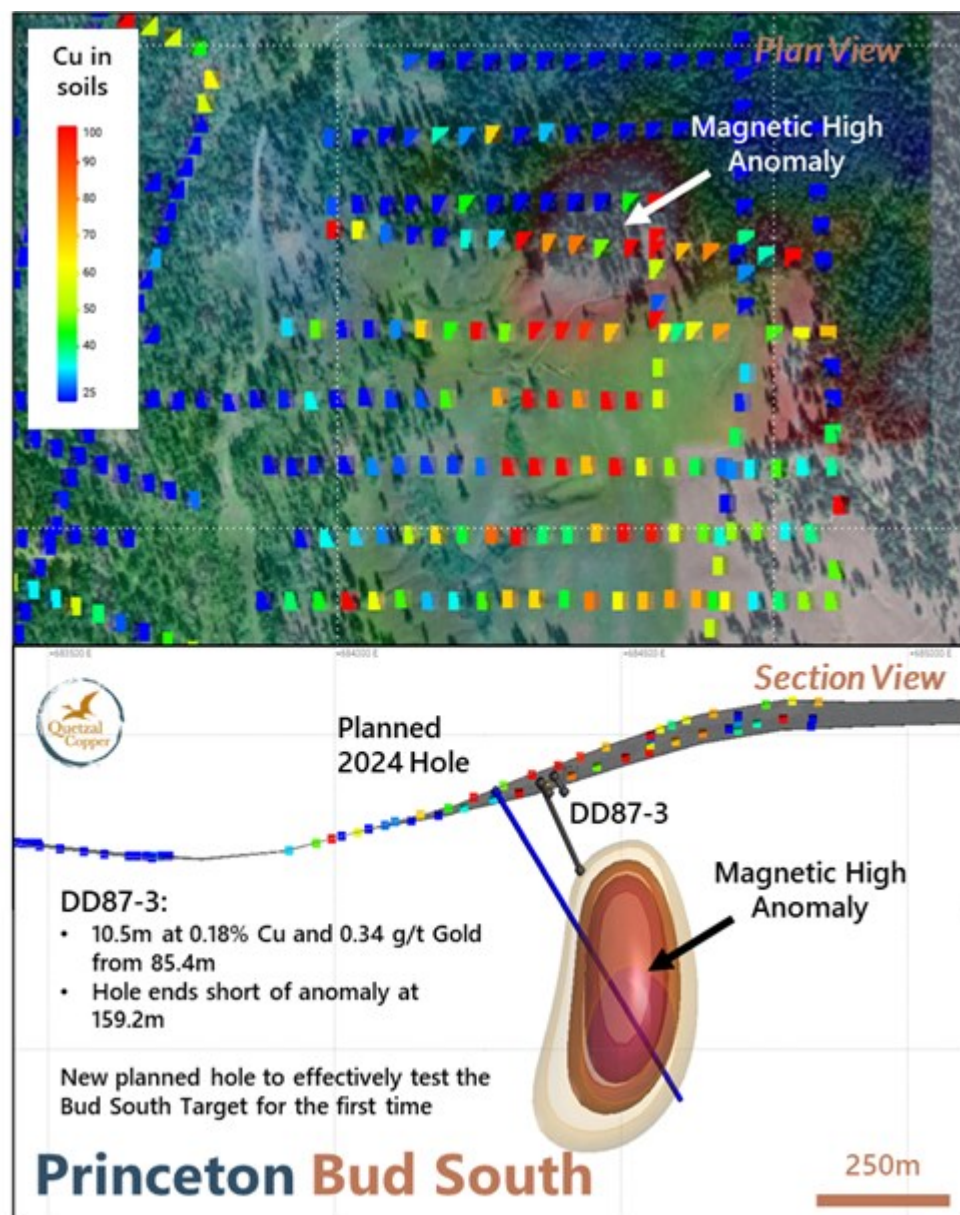 Cu in
soils
100
90
80
70
60
50
40
25
Plan View
Magnetic High
Anomaly
+684000 E
+684500 E
+685000 E
Section View
Quetzal
Copper
Planned
2024 Hole
DD87-3
Magnetic High
Anomaly
DD87-3:
• 10.5m at 0.18% Cu and 0.34 g/t Gold
from 85.4m
• Hole ends short of anomaly at
159.2m
New planned hole to effectively test the
Bud South Target for the first time
Princeton Bud South
250m